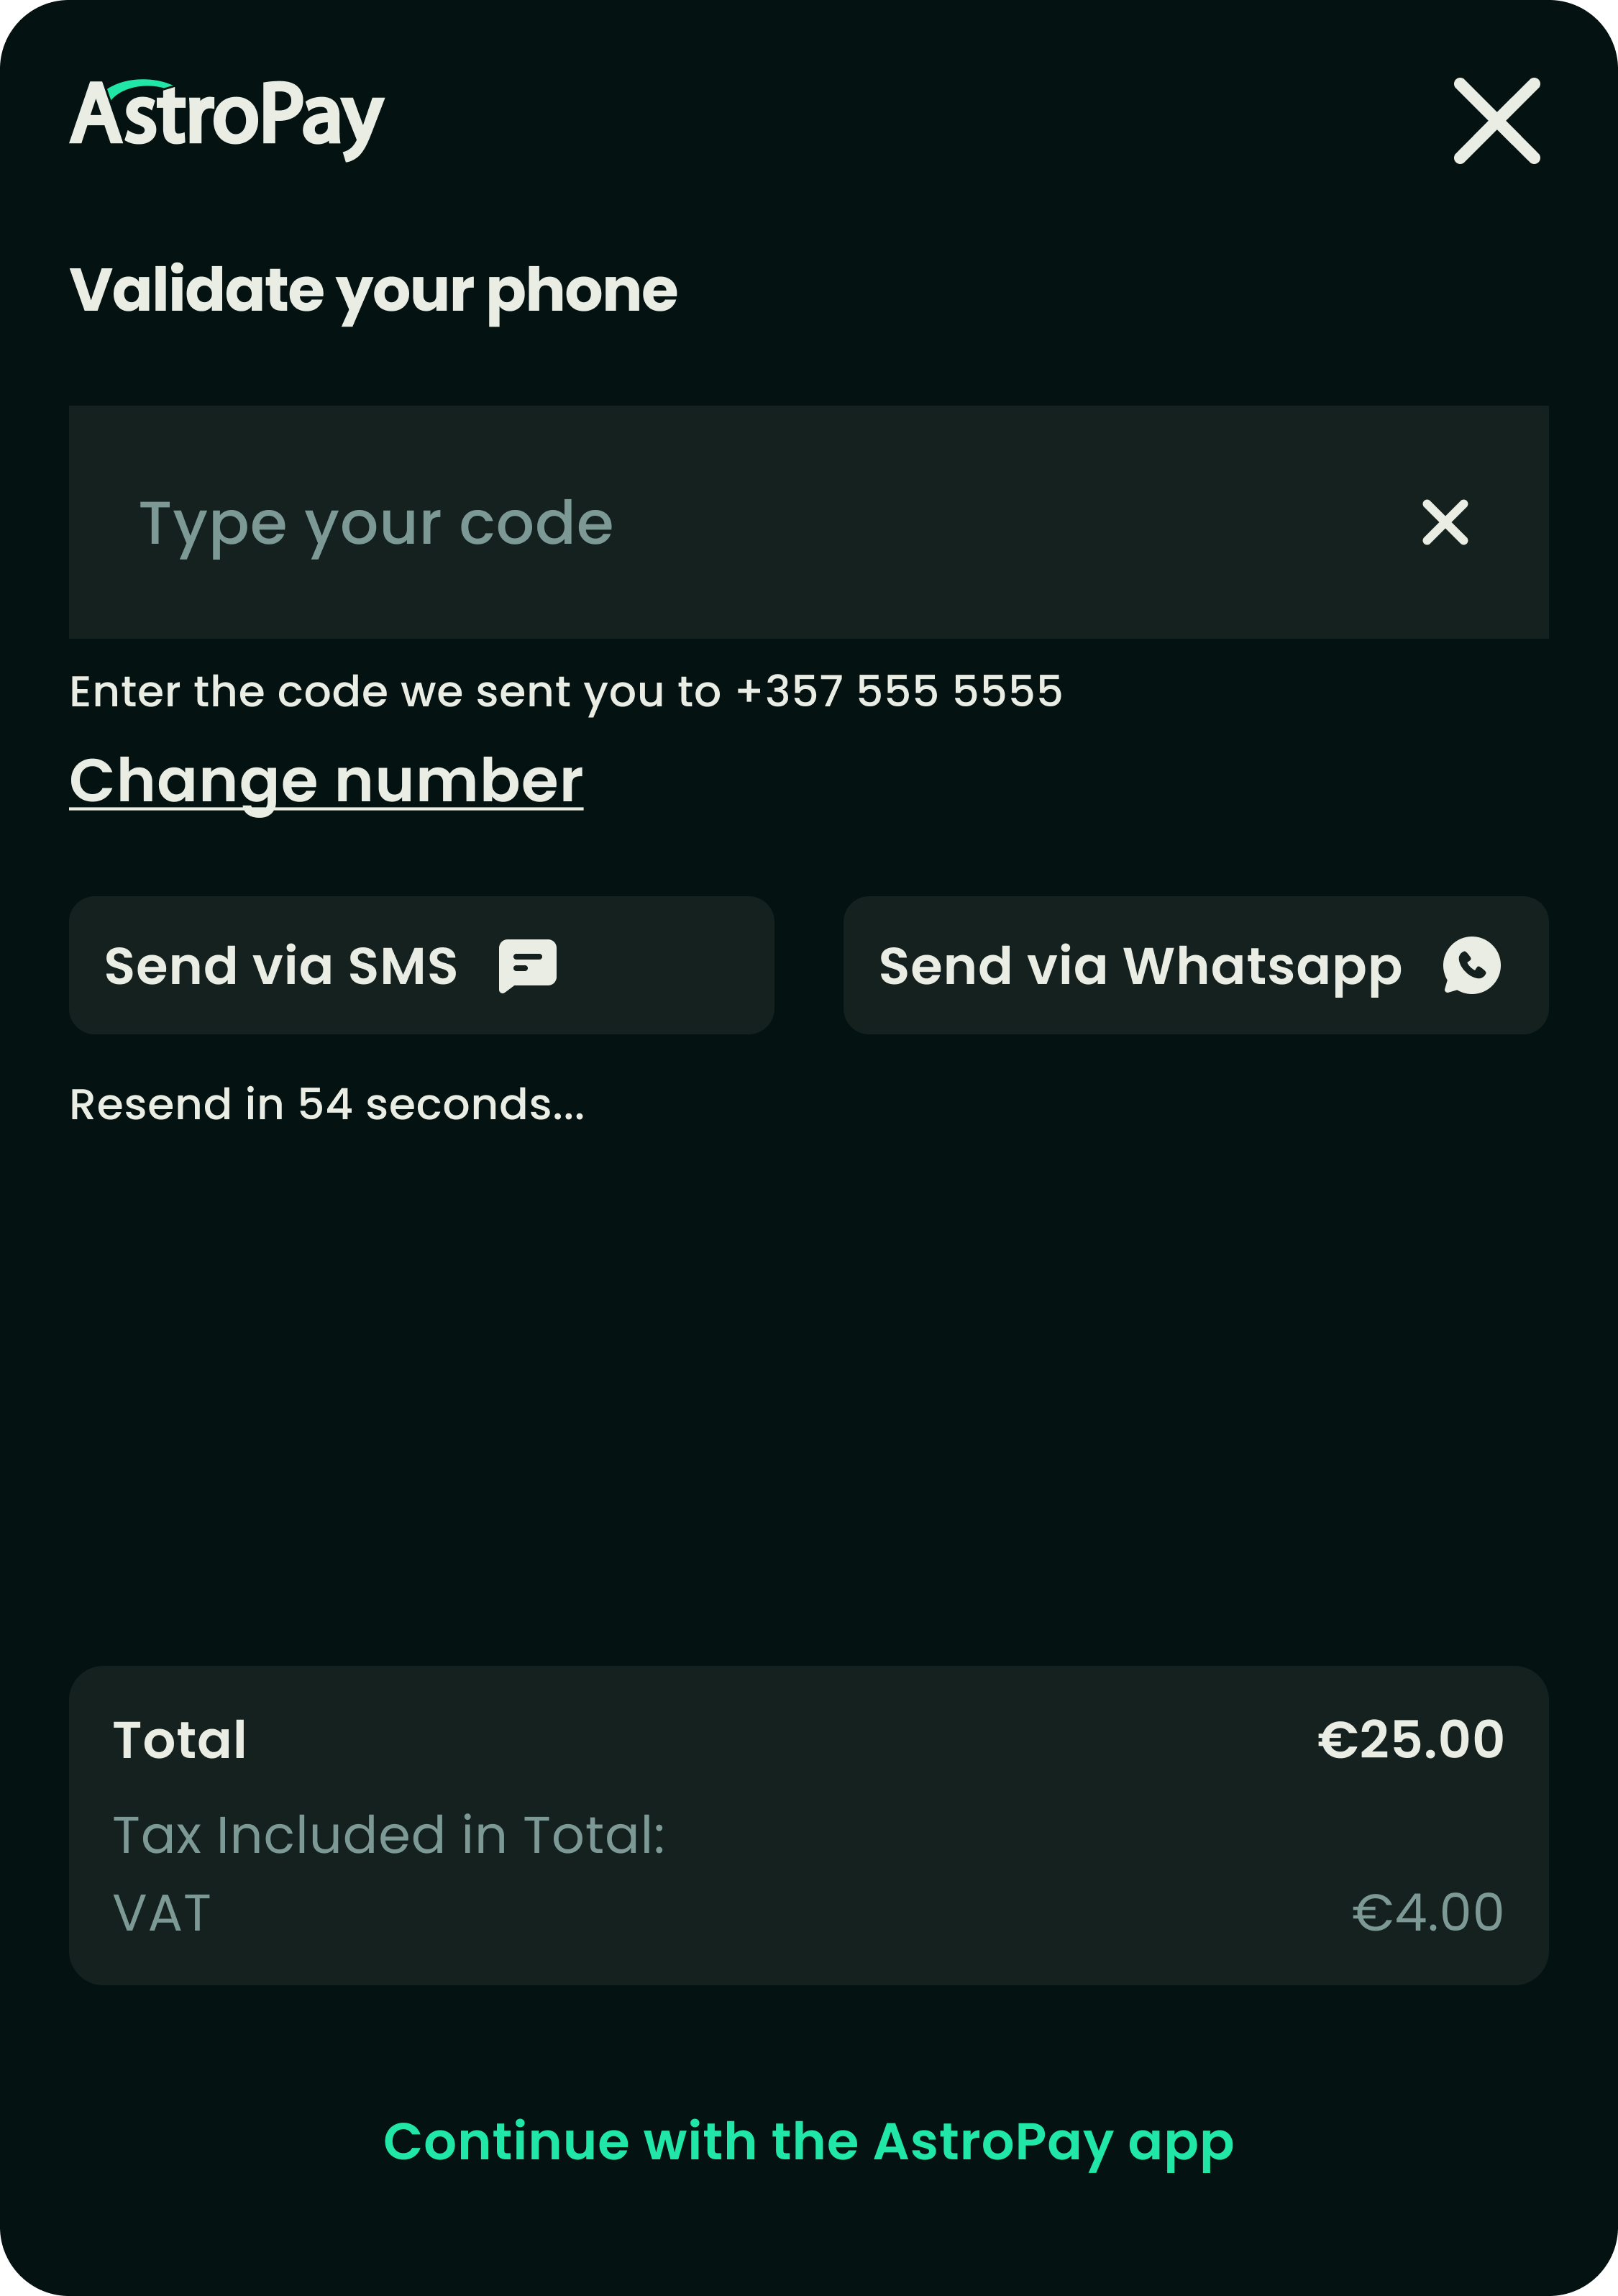 AstroPay
Validate your phone
Type your code
Enter the code we sent you to +357 555 5555
Change number
Send via SMS
Send via Whatsapp
Resend in 54 seconds...
Total €25.00
Tax Included in Total:
VAT €4.00
Continue with the AstroPay app